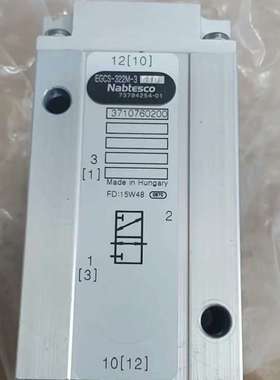 12[10]
EGCS-322M-3
Nabtesco
73794254-01
3710760200
3
[1]
Made in Hungary
FD:15W48
2
1
[3]
10[12]